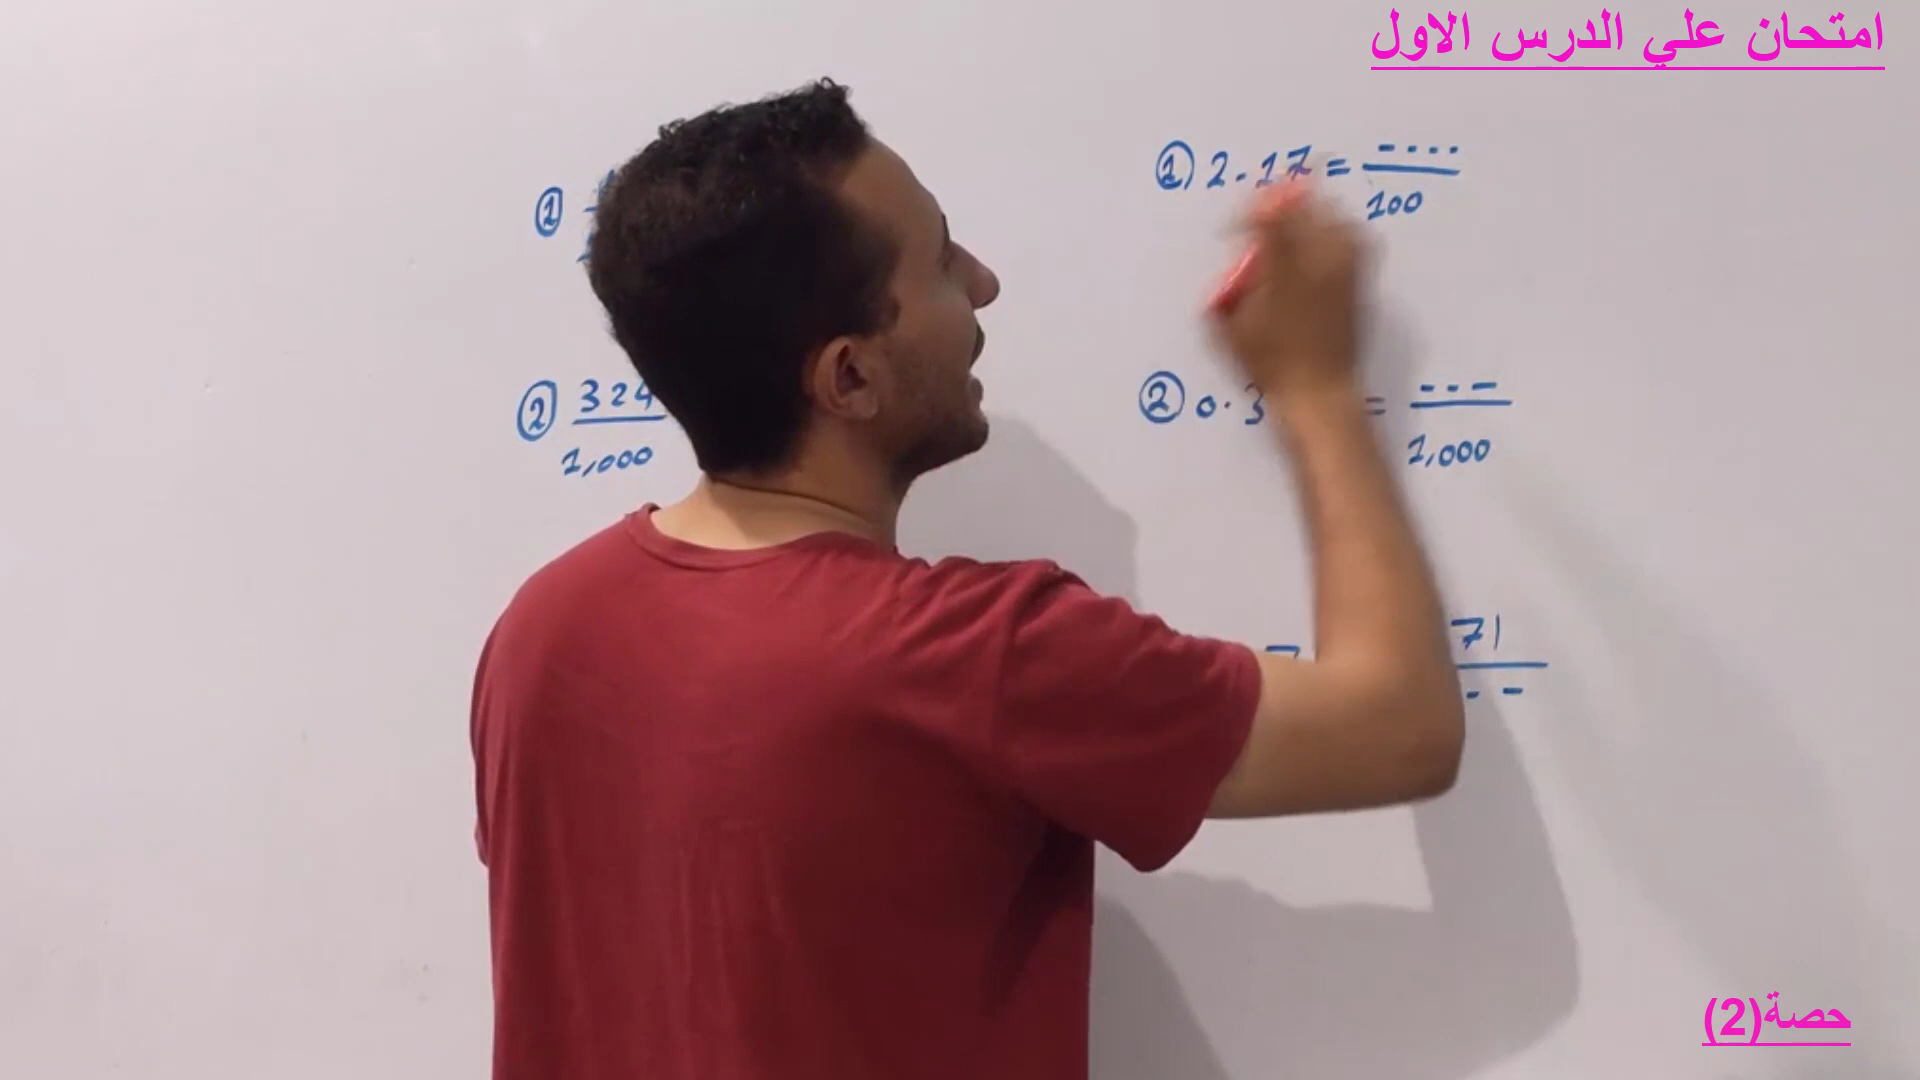 امتحان علي الدرس الاول
① 2.17 = ....
100
①
② 324
1,000
② 0.3 = ---
1,000
71
- -
حصة(2)